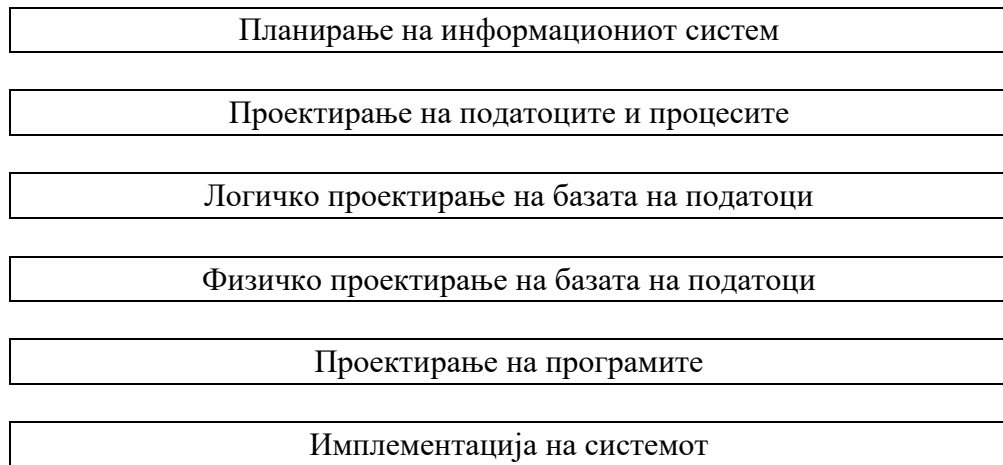 Планирање на информациониот систем
Проектирање на податоците и процесите
Логичко проектирање на базата на податоци
Физичко проектирање на базата на податоци
Проектирање на програмите
Имплементација на системот